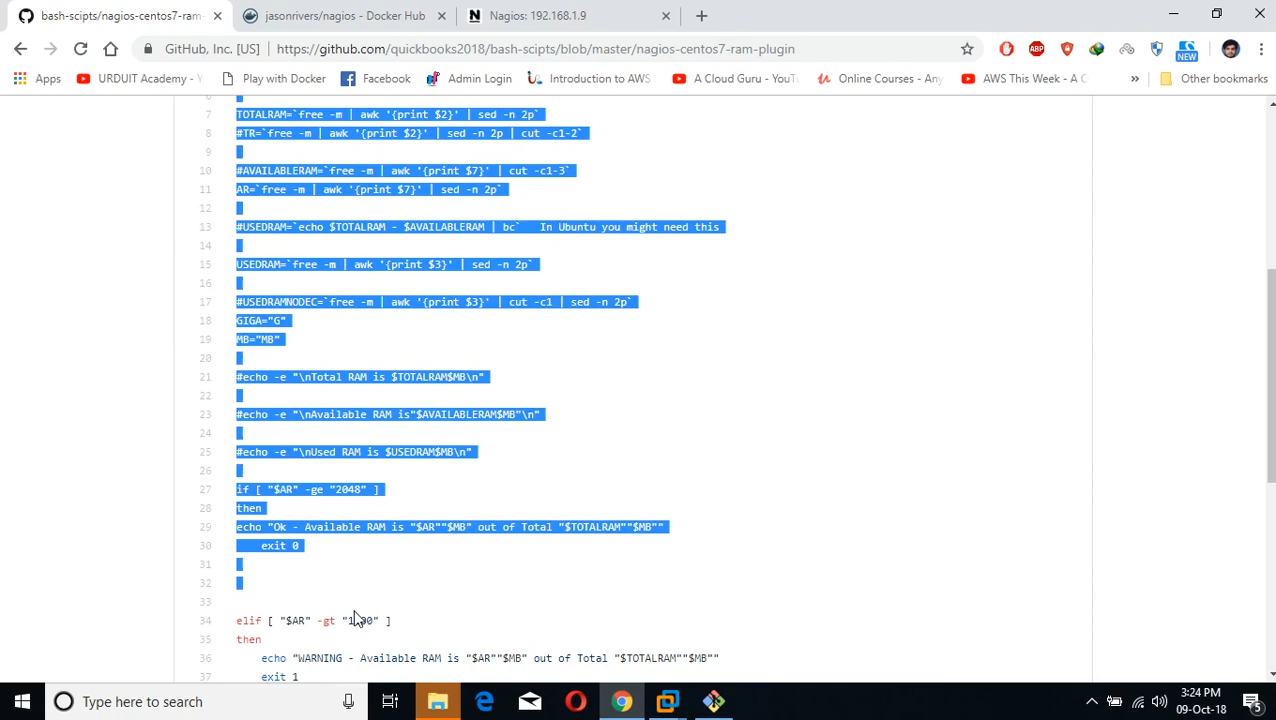 bash-scipts/nagios-centos7-ram-
jasonrivers/nagios - Docker Hub
Nagios: 192.168.1.9
GitHub, Inc. [US]
https://github.com/quickbooks2018/bash-scipts/blob/master/nagios-centos7-ram-plugin
ABP
NEW
Apps
URDUIT Academy - Y
Play with Docker
Facebook
Admin Login
Introduction to AWS
A Cloud Guru - YouTu
Online Courses - Any
AWS This Week - A C
Other bookmarks
6
7 TOTALRAM=`free -m | awk '{print $2}' | sed -n 2p`
8 #TR=`free -m | awk '{print $2}' | sed -n 2p | cut -c1-2`
9
10 #AVAILABLERAM=`free -m | awk '{print $7}' | cut -c1-3`
11 AR=`free -m | awk '{print $7}' | sed -n 2p`
12
13 #USEDRAM=`echo $TOTALRAM - $AVAILABLERAM | bc` In Ubuntu you might need this
14
15 USEDRAM=`free -m | awk '{print $3}' | sed -n 2p`
16
17 #USEDRAMNODEC=`free -m | awk '{print $3}' | cut -c1 | sed -n 2p`
18 GIGA="G"
19 MB="MB"
20
21 #echo -e "\nTotal RAM is $TOTALRAM$MB\n"
22
23 #echo -e "\nAvailable RAM is"$AVAILABLERAM$MB"\n"
24
25 #echo -e "\nUsed RAM is $USEDRAM$MB\n"
26
27 if [ "$AR" -ge "2048" ]
28 then
29 echo "Ok - Available RAM is "$AR""$MB" out of Total "$TOTALRAM""$MB""
30 exit 0
31
32
33
34 elif [ "$AR" -gt ]
35 then
36 echo "WARNING - Available RAM is "$AR""$MB" out of Total "$TOTALRAM""$MB""
37 exit 1
Type here to search
3:24 PM
09-Oct-18
5